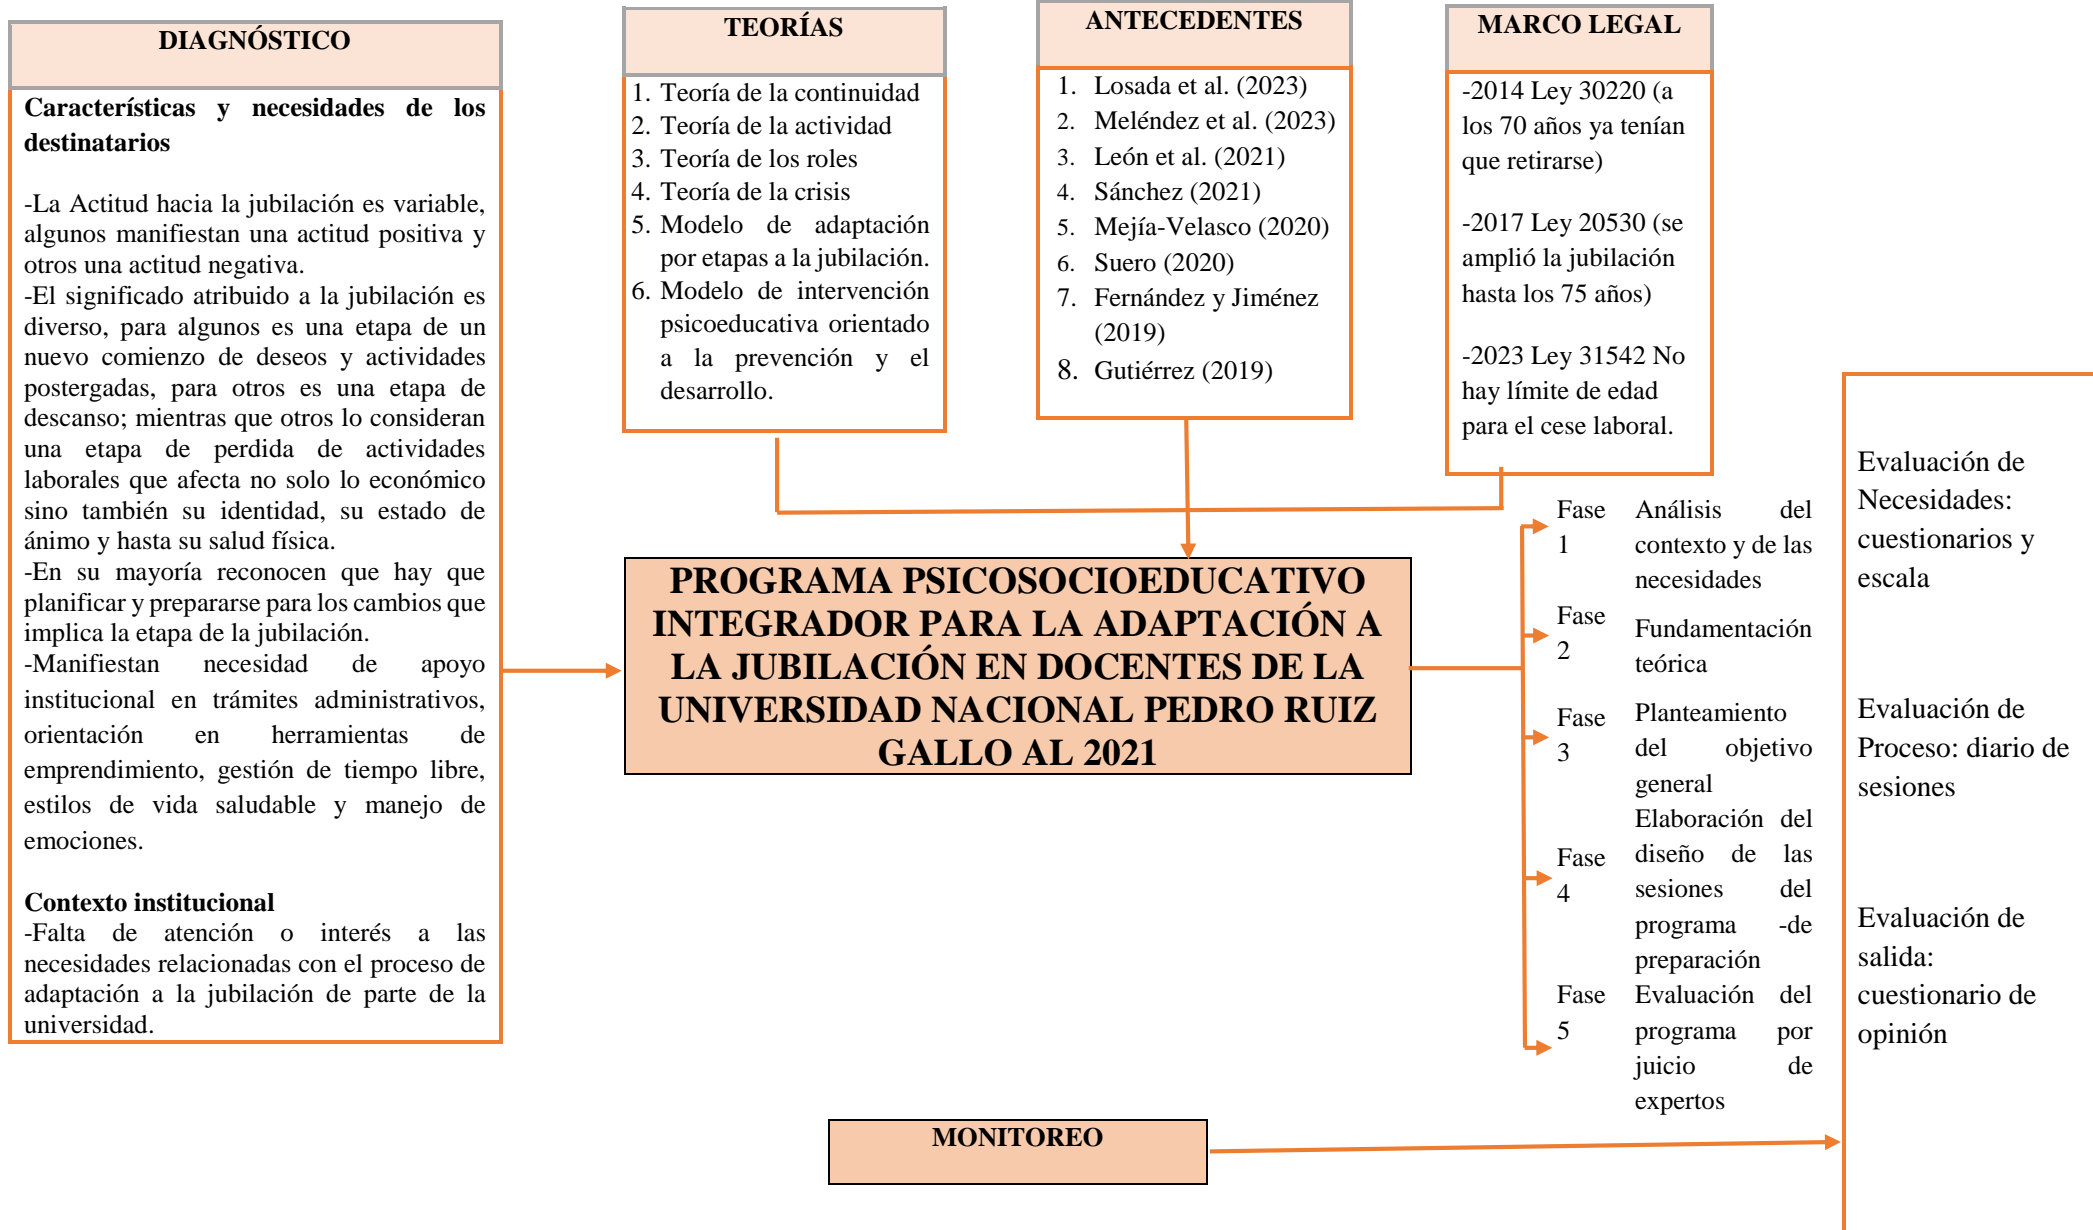 DIAGNÓSTICO
Características y necesidades de los
destinatarios
-La Actitud hacia la jubilación es variable,
algunos manifiestan una actitud positiva y
otros una actitud negativa.
-El significado atribuido a la jubilación es
diverso, para algunos es una etapa de un
nuevo comienzo de deseos y actividades
postergadas, para otros es una etapa de
descanso; mientras que otros lo consideran
una etapa de perdida de actividades
laborales que afecta no solo lo económico
sino también su identidad, su estado de
ánimo y hasta su salud física.
-En su mayoría reconocen que hay que
planificar y prepararse para los cambios que
implica la etapa de la jubilación.
-Manifiestan necesidad de apoyo
institucional en trámites administrativos,
orientación en herramientas de
emprendimiento, gestión de tiempo libre,
estilos de vida saludable y manejo de
emociones.
Contexto institucional
-Falta de atención o interés a las
necesidades relacionadas con el proceso de
adaptación a la jubilación de parte de la
universidad.
TEORÍAS
1. Teoría de la continuidad
2. Teoría de la actividad
3. Teoría de los roles
4. Teoría de la crisis
5. Modelo de adaptación
por etapas a la jubilación.
6. Modelo de intervención
psicoeducativa orientado
a la prevención y el
desarrollo.
ANTECEDENTES
1. Losada et al. (2023)
2. Meléndez et al. (2023)
3. León et al. (2021)
4. Sánchez (2021)
5. Mejía-Velasco (2020)
6. Suero (2020)
7. Fernández y Jiménez
(2019)
8. Gutiérrez (2019)
MARCO LEGAL
-2014 Ley 30220 (a
los 70 años ya tenían
que retirarse)
-2017 Ley 20530 (se
amplió la jubilación
hasta los 75 años)
-2023 Ley 31542 No
hay límite de edad
para el cese laboral.
PROGRAMA PSICOSOCIOEDUCATIVO
INTEGRADOR PARA LA ADAPTACIÓN A
LA JUBILACIÓN EN DOCENTES DE LA
UNIVERSIDAD NACIONAL PEDRO RUIZ
GALLO AL 2021
Fase
1
Análisis del
contexto y de las
necesidades
Fase
2
Fundamentación
teórica
Fase
3
Planteamiento
del objetivo
general
Fase
4
Elaboración del
diseño de las
sesiones del
programa -de
preparación
Fase
5
Evaluación del
programa por
juicio de
expertos
Evaluación de
Necesidades:
cuestionarios y
escala
Evaluación de
Proceso: diario de
sesiones
Evaluación de
salida:
cuestionario de
opinión
MONITOREO